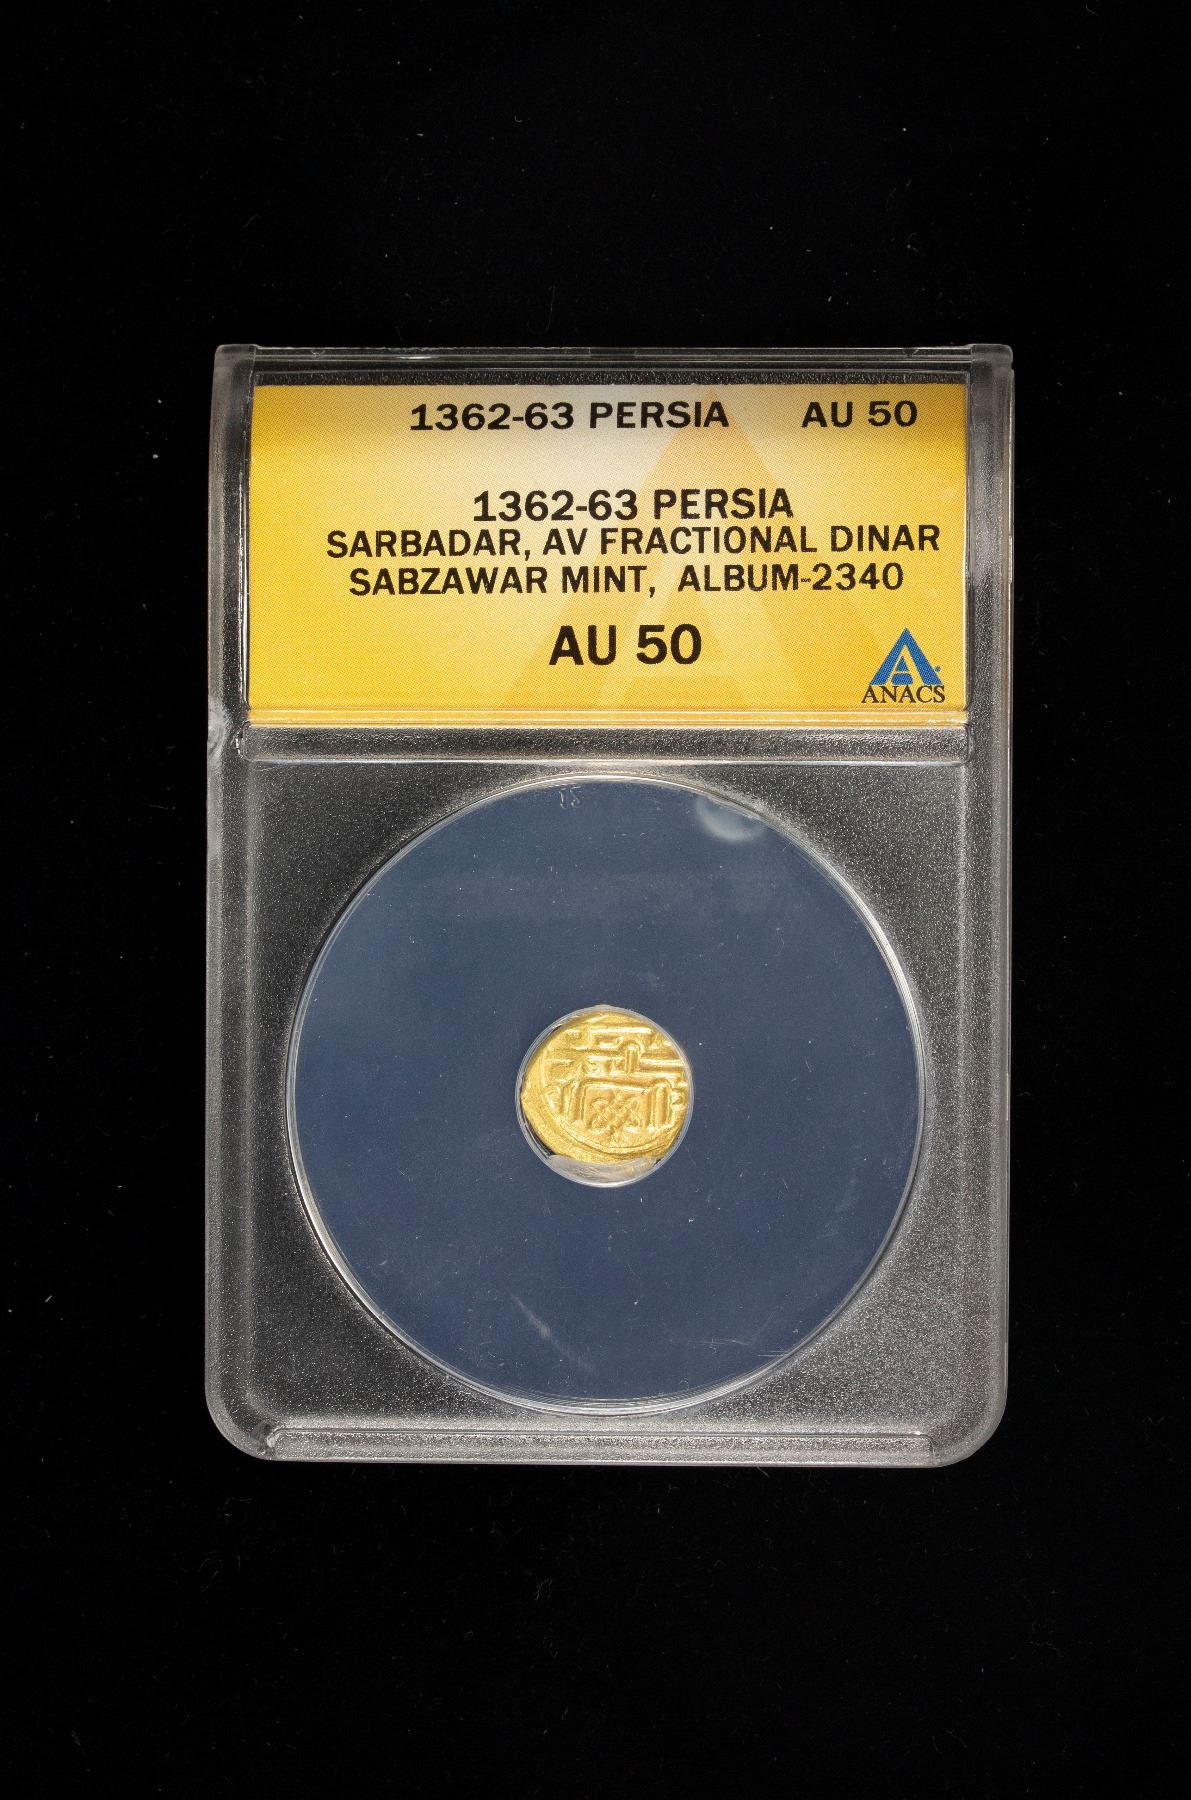 1362-63 PERSIA AU 50
1362-63 PERSIA
SARBADAR, AV FRACTIONAL DINAR
SABZAWAR MINT, ALBUM-2340
AU 50
ANACS